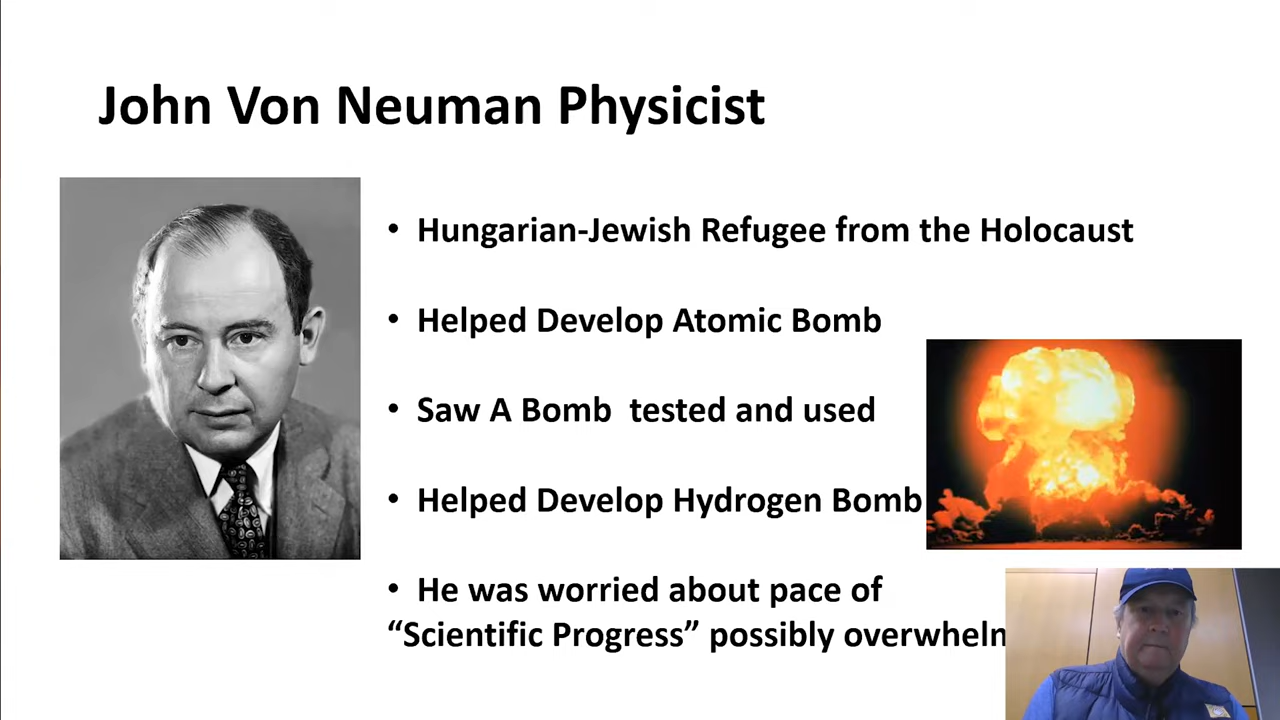 John Von Neuman Physicist
• Hungarian-Jewish Refugee from the Holocaust
• Helped Develop Atomic Bomb
• Saw A Bomb tested and used
• Helped Develop Hydrogen Bomb
• He was worried about pace of
“Scientific Progress” possibly